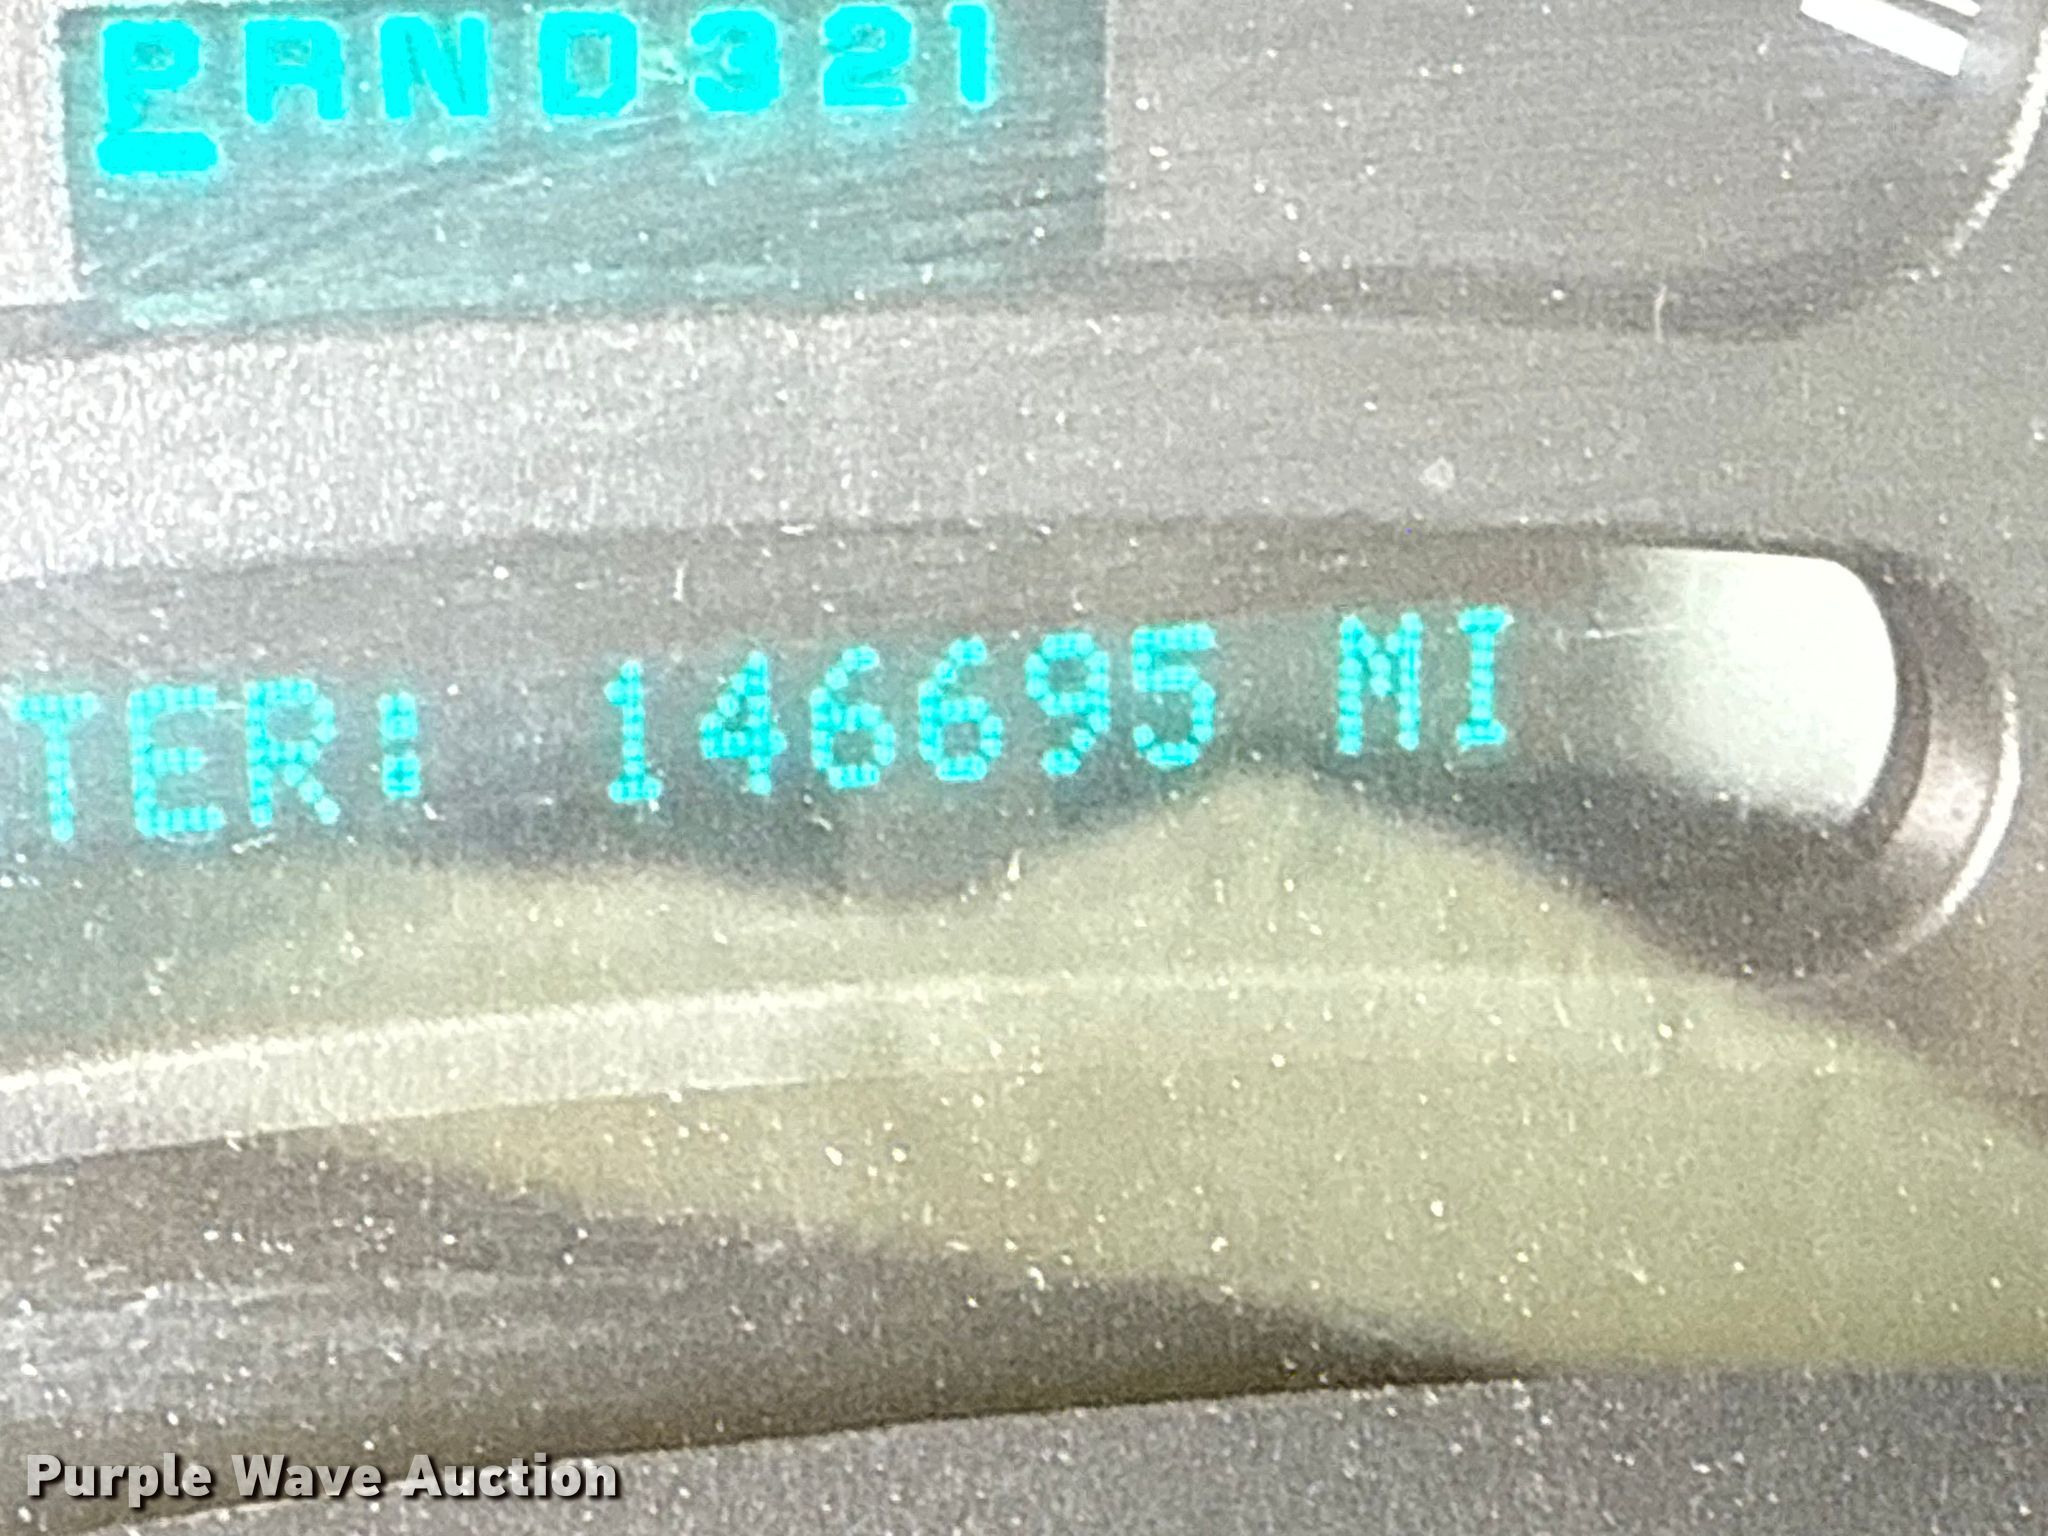 PRND321
TER: 146695 MI
Purple Wave Auction